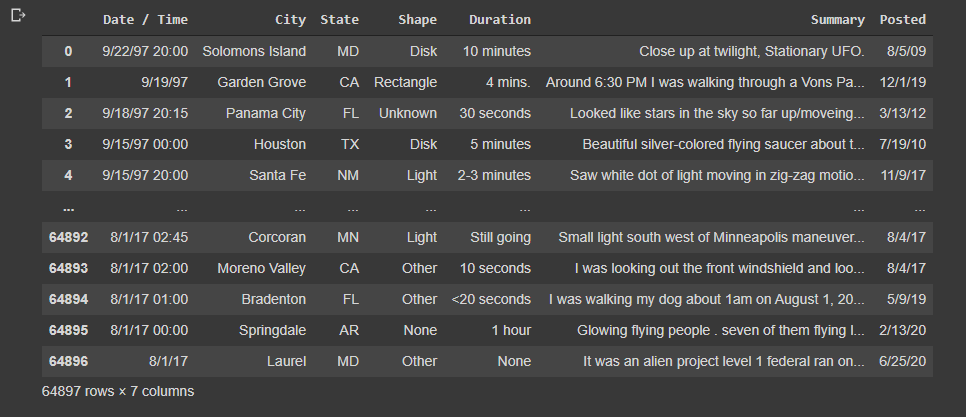 Date / Time City State Shape Duration Summary Posted
0 9/22/97 20:00 Solomons Island MD Disk 10 minutes Close up at twilight, Stationary UFO. 8/5/09
1 9/19/97 Garden Grove CA Rectangle 4 mins. Around 6:30 PM I was walking through a Vons Pa... 12/1/19
2 9/18/97 20:15 Panama City FL Unknown 30 seconds Looked like stars in the sky so far up/moveing... 3/13/12
3 9/15/97 00:00 Houston TX Disk 5 minutes Beautiful silver-colored flying saucer about t... 7/19/10
4 9/15/97 20:00 Santa Fe NM Light 2-3 minutes Saw white dot of light moving in zig-zag motio... 11/9/17
... ... ... ... ... ... ... ...
64892 8/1/17 02:45 Corcoran MN Light Still going Small light south west of Minneapolis maneuver... 8/4/17
64893 8/1/17 02:00 Moreno Valley CA Other 10 seconds I was looking out the front windshield and loo... 8/4/17
64894 8/1/17 01:00 Bradenton FL Other <20 seconds I was walking my dog about 1am on August 1, 20... 5/9/19
64895 8/1/17 00:00 Springdale AR None 1 hour Glowing flying people . seven of them flying l... 2/13/20
64896 8/1/17 Laurel MD Other None It was an alien project level 1 federal ran on... 6/25/20
64897 rows × 7 columns